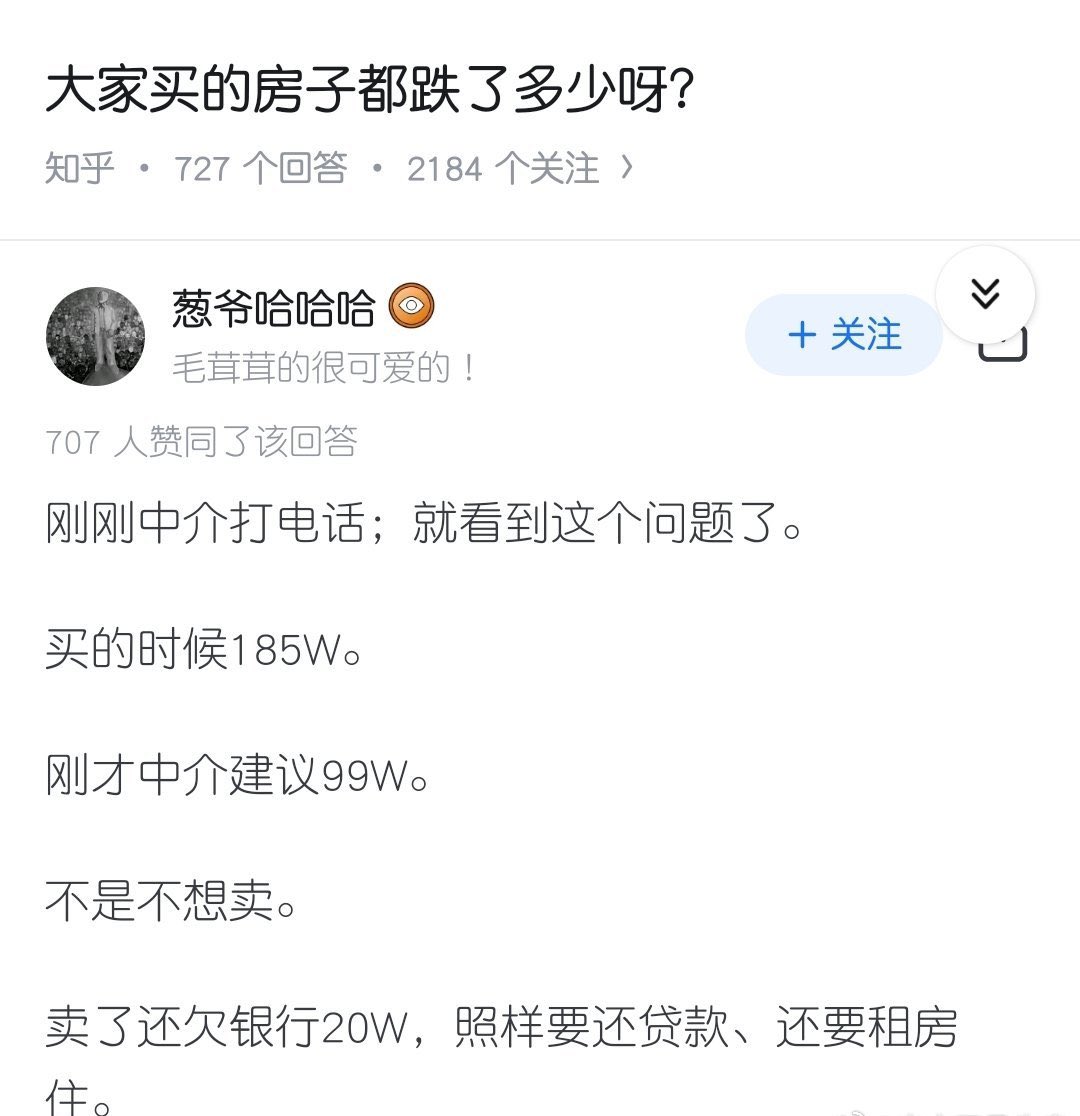 大家买的房子都跌了多少呀?
知乎 · 727 个回答 · 2184 个关注 >
葱爷哈哈哈
+ 关注
毛茸茸的很可爱的！
707 人赞同了该回答
刚刚中介打电话；就看到这个问题了。
买的时候185W。
刚才中介建议99W。
不是不想卖。
卖了还欠银行20W，照样要还贷款、还要租房
住。